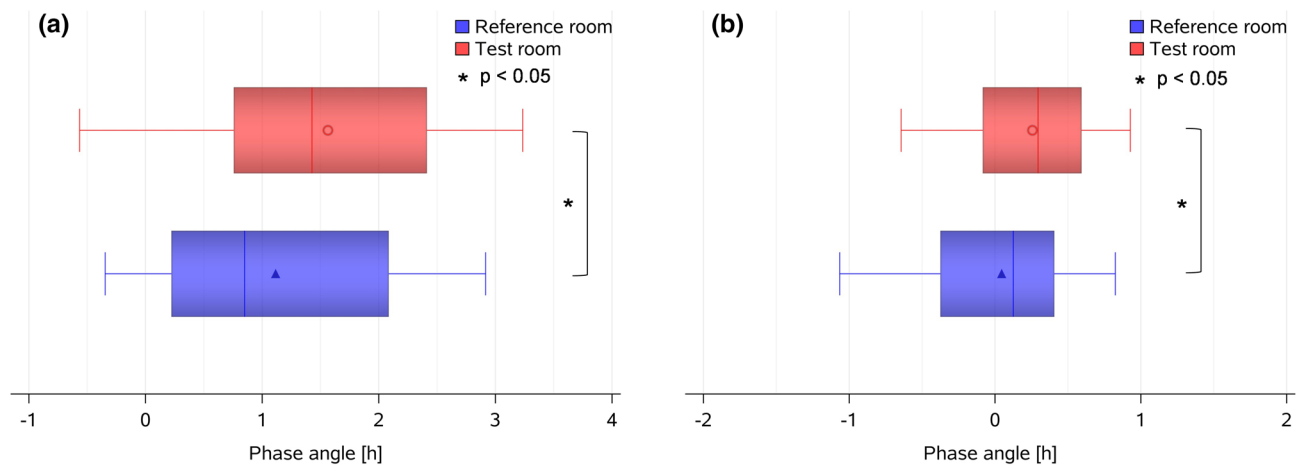 (a)
Reference room
Test room
* p < 0.05
*
-1 0 1 2 3 4
Phase angle [h]
(b)
Reference room
Test room
* p < 0.05
*
-2 -1 0 1 2
Phase angle [h]